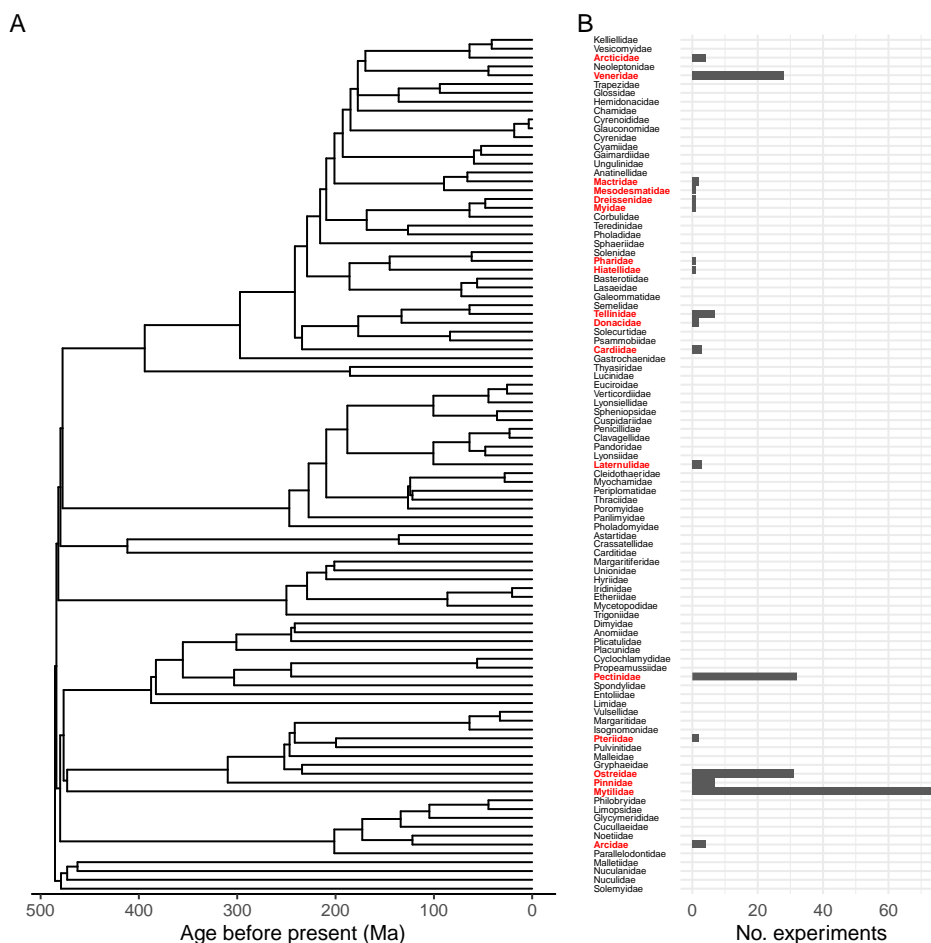 A
B
Kelliellidae
Vesicomyidae
Arcticidae
Neoleptonidae
Veneridae
Trapezidae
Glossidae
Hemidonacidae
Chamidae
Cyrenoididae
Glauconomidae
Cyrenidae
Cyamiidae
Gaimardiidae
Ungulinidae
Anatinellidae
Mactridae
Mesodesmatidae
Dreissenidae
Myidae
Corbulidae
Teredinidae
Pholadidae
Sphaeriidae
Solenidae
Pharidae
Hiatellidae
Basterotiidae
Lasaeidae
Galeommatidae
Semelidae
Tellinidae
Donacidae
Solecurtidae
Psammobiidae
Cardiidae
Gastrochaenidae
Thyasiridae
Lucinidae
Euciroidae
Verticordiidae
Lyonsiellidae
Spheniopsidae
Cuspidariidae
Penicillidae
Clavagellidae
Pandoridae
Lyonsiidae
Laternulidae
Cleidothaeridae
Myochamidae
Periplomatidae
Thraciidae
Poromyidae
Parilimyidae
Pholadomyidae
Astartidae
Crassatellidae
Carditidae
Margaritiferidae
Unionidae
Hyriidae
Iridinidae
Etheriidae
Mycetopodidae
Trigoniidae
Dimyidae
Anomiidae
Plicatulidae
Placunidae
Cyclochlamydidae
Propeamussiidae
Pectinidae
Spondylidae
Entoliidae
Limidae
Vulsellidae
Margaritidae
Isognomonidae
Pteriidae
Pulvinitidae
Malleidae
Gryphaeidae
Ostreidae
Pinnidae
Mytilidae
Philobryidae
Limopsidae
Glycymerididae
Cucullaeidae
Noetiidae
Arcidae
Parallelodontidae
Malletiidae
Nuculanidae
Nuculidae
Solemyidae
500 400 300 200 100 0
Age before present (Ma)
0 20 40 60
No. experiments